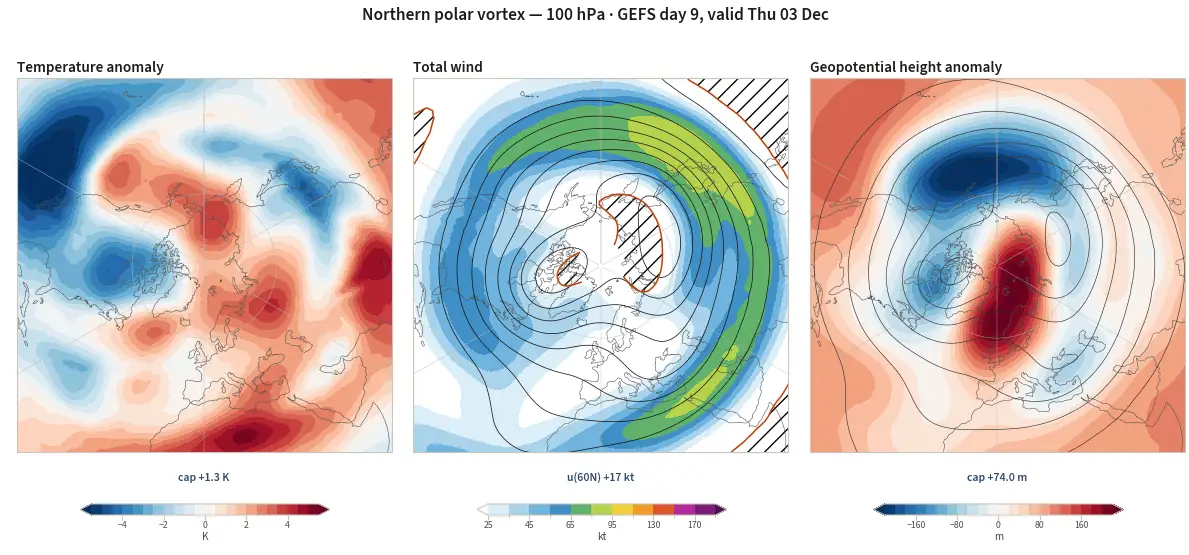 Northern polar vortex — 100 hPa · GEFS day 9, valid Thu 03 Dec
Temperature anomaly
Total wind
Geopotential height anomaly
cap +1.3 K
u(60N) +17 kt
cap +74.0 m
−4 −2 0 2 4
K
25 45 65 95 130 170
kt
−160 −80 0 80 160
m